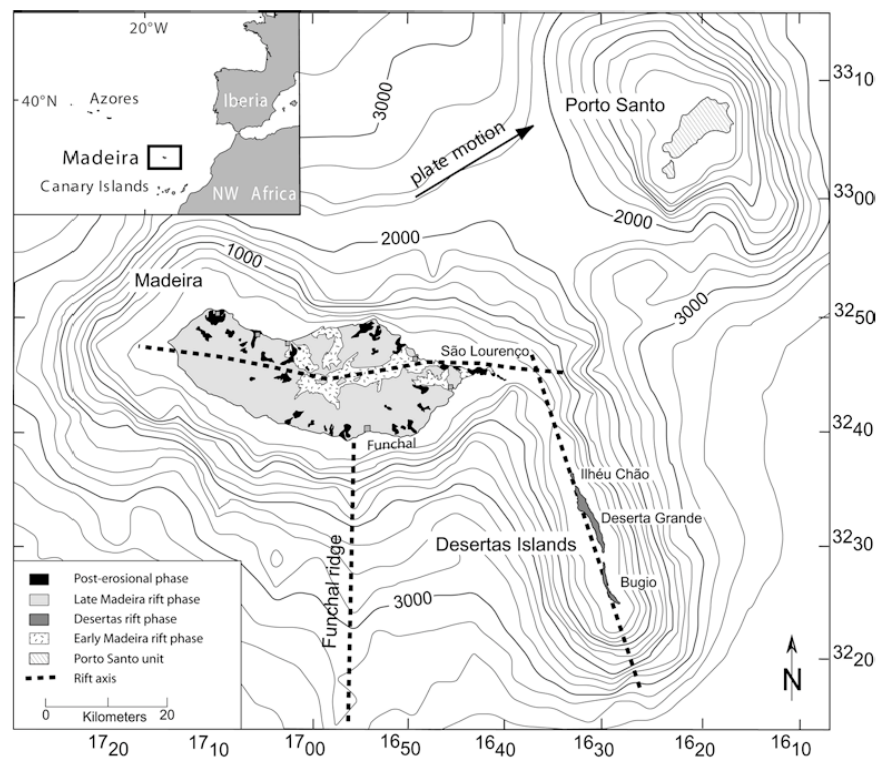 20°W
40°N
Azores
Iberia
Madeira
Canary Islands
NW Africa
3000
plate motion
Porto Santo
2000
33 10
33 00
2000
1000
Madeira
3000
32 50
São Lourenço
32 40
Funchal
Ilhéu Chão
Deserta Grande
Desertas Islands
32 30
Bugio
Funchal ridge
3000
32 20
N
Post-erosional phase
Late Madeira rift phase
Desertas rift phase
Early Madeira rift phase
Porto Santo unit
Rift axis
0 Kilometers 20
17 20 17 10 17 00 16 50 16 40 16 30 16 20 16 10